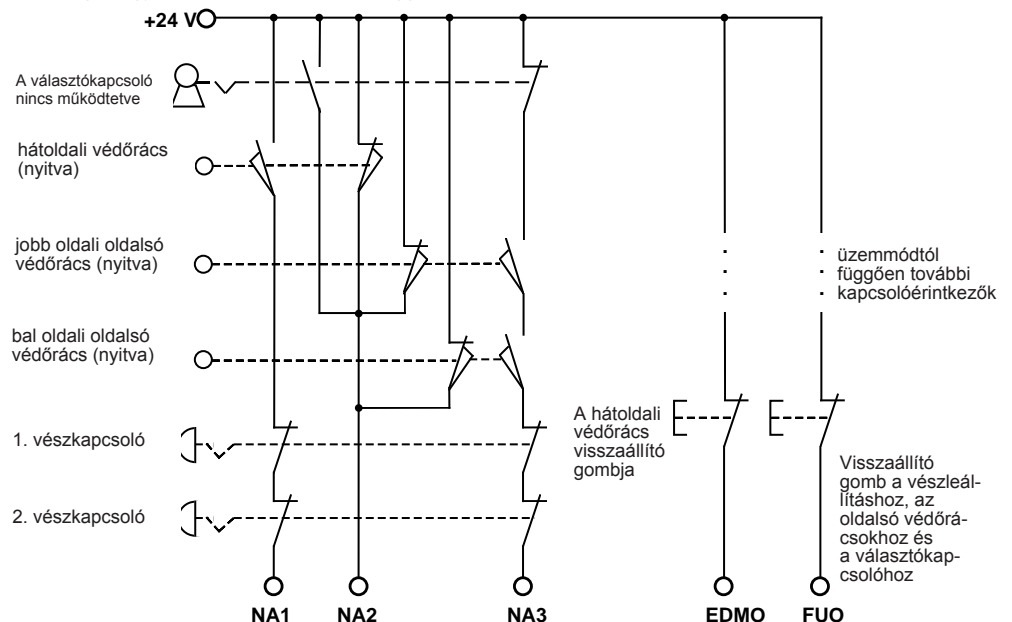 +24 V
A választókapcsoló
nincs működtetve
hátoldali védőrács
(nyitva)
jobb oldali oldalsó
védőrács (nyitva)
üzemmódtól
függően további
kapcsolóérintkezők
bal oldali oldalsó
védőrács (nyitva)
A hátoldali
védőrács
visszaállító
gombja
1. vészkapcsoló
2. vészkapcsoló
Visszaállító
gomb a vészleál-
lításhoz, az
oldalsó védőrá-
csokhoz és
a választókap-
csolóhoz
NA1 NA2 NA3 EDMO FUO